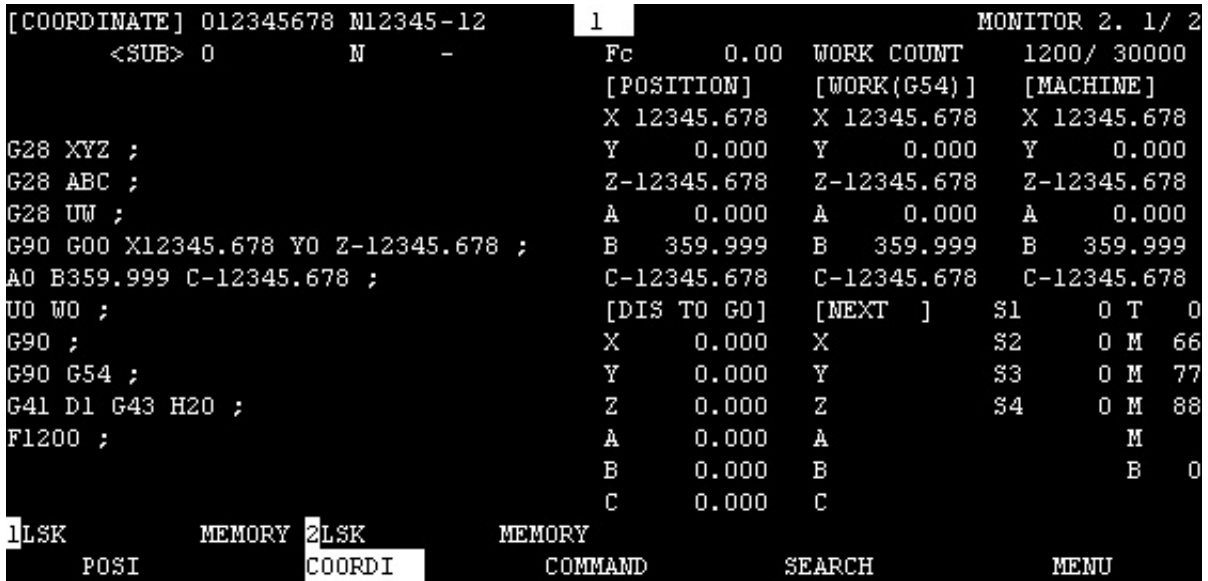 [COORDINATE] O12345678 N12345-12 1 MONITOR 2. 1/ 2
<SUB> O N - Fc 0.00 WORK COUNT 1200/ 30000
[POSITION] [WORK(G54)] [MACHINE]
X 12345.678 X 12345.678 X 12345.678
G28 XYZ ; Y 0.000 Y 0.000 Y 0.000
G28 ABC ; Z-12345.678 Z-12345.678 Z-12345.678
G28 UW ; A 0.000 A 0.000 A 0.000
G90 G00 X12345.678 Y0 Z-12345.678 ; B 359.999 B 359.999 B 359.999
A0 B359.999 C-12345.678 ; C-12345.678 C-12345.678 C-12345.678
U0 W0 ; [DIS TO GO] [NEXT ] S1 0 T 0
G90 ; X 0.000 X S2 0 M 66
G90 G54 ; Y 0.000 Y S3 0 M 77
G41 D1 G43 H20 ; Z 0.000 Z S4 0 M 88
F1200 ; A 0.000 A M
B 0.000 B B 0
C 0.000 C
1LSK MEMORY 2LSK MEMORY
POSI COORDI COMMAND SEARCH MENU